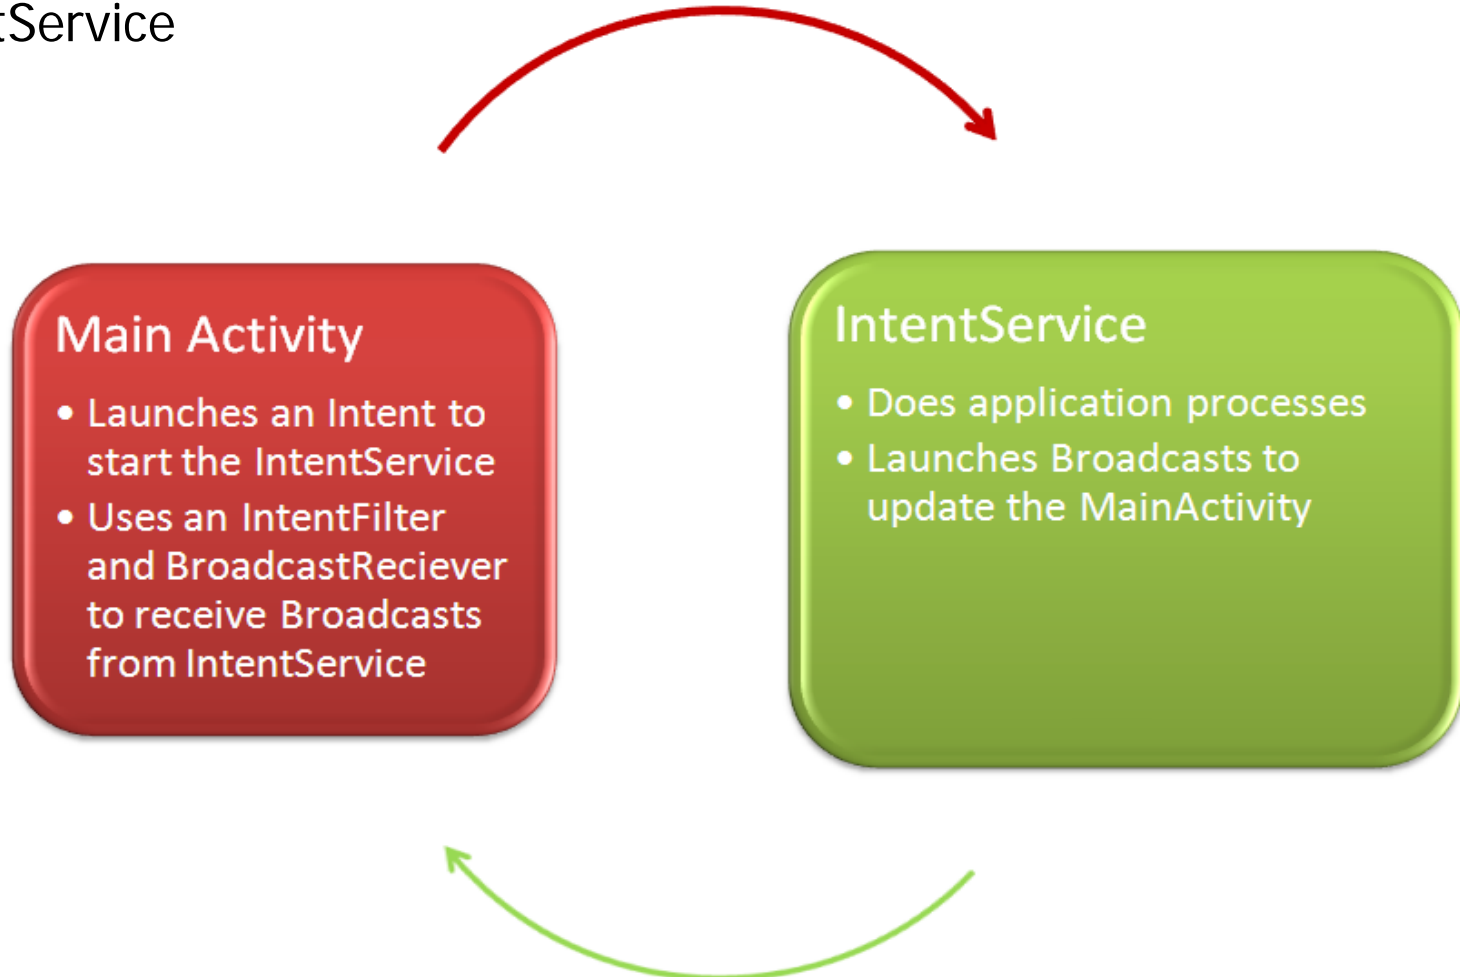 tService
Main Activity
• Launches an Intent to
start the IntentService
• Uses an IntentFilter
and BroadcastReciever
to receive Broadcasts
from IntentService
IntentService
• Does application processes
• Launches Broadcasts to
update the MainActivity